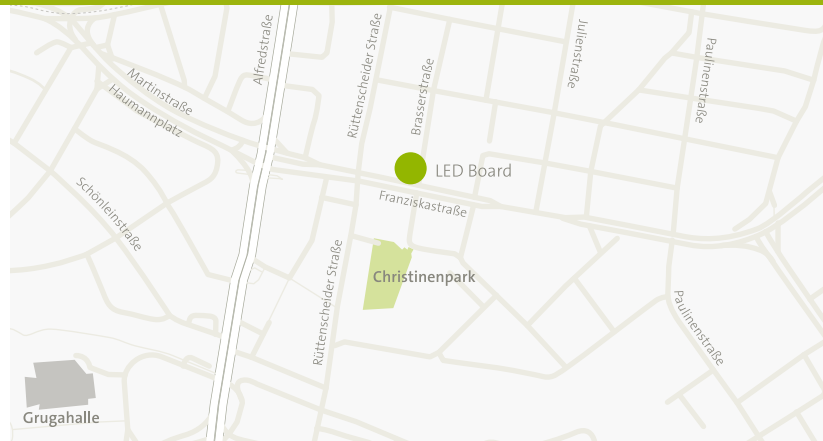 Alfredstraße
Rüttenscheider Straße
Brasserstraße
Julienstraße
Paulinenstraße
Martinstraße
Haumannplatz
LED Board
Schönleinstraße
Franziskastraße
Rüttenscheider Straße
Christinenpark
Paulinenstraße
Grugahalle